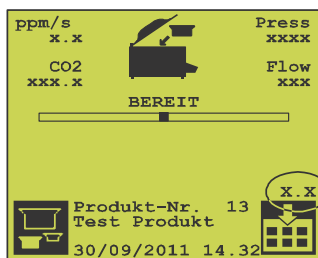 ppm/s Press
x.x xxxx
CO2 Flow
xxx.x xxx
BEREIT
x.x
Produkt-Nr. 13
Test Produkt
30/09/2011 14.32